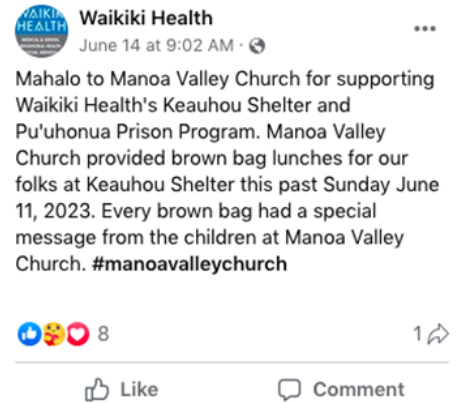 WAIKIKI
HEALTH
Waikiki Health
June 14 at 9:02 AM ·
Mahalo to Manoa Valley Church for supporting
Waikiki Health's Keauhou Shelter and
Pu'uhonua Prison Program. Manoa Valley
Church provided brown bag lunches for our
folks at Keauhou Shelter this past Sunday June
11, 2023. Every brown bag had a special
message from the children at Manoa Valley
Church. #manoavalleychurch
8 1
Like Comment